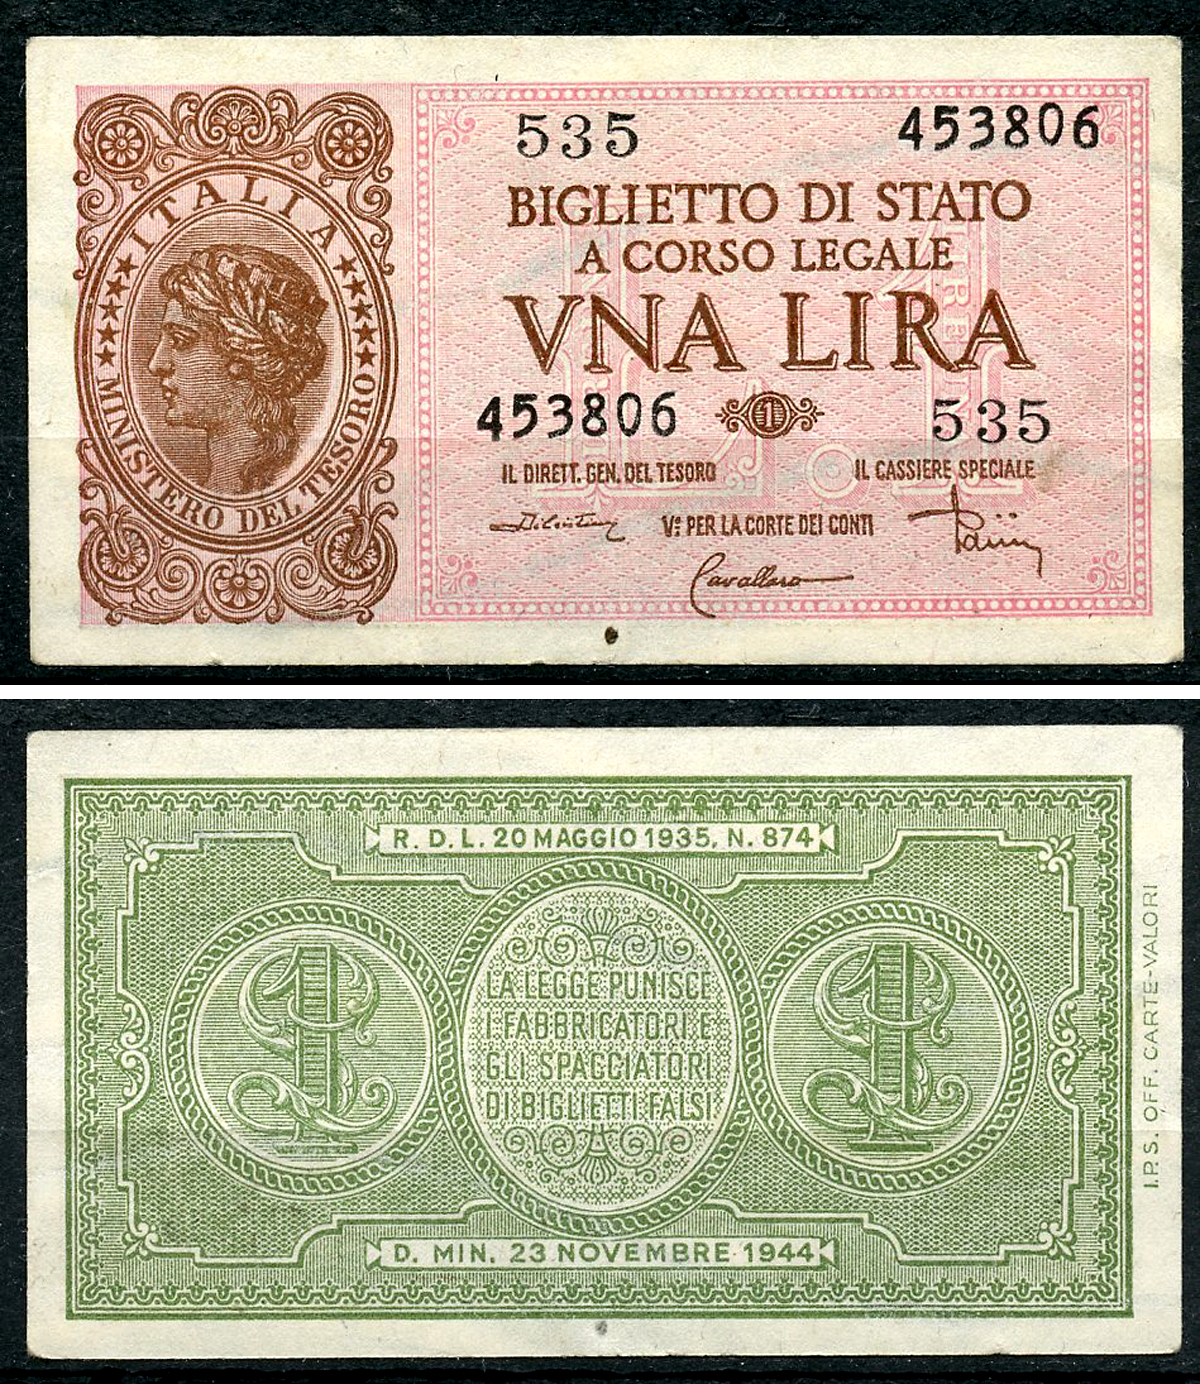 535 453806
BIGLIETTO DI STATO
A CORSO LEGALE
VNA LIRA
453806 1 535
IL DIRETT. GEN. DEL TESORO IL CASSIERE SPECIALE
V° PER LA CORTE DEI CONTI
Cavallaro
ITALIA
MINISTERO DEL TESORO
R. D. L. 20 MAGGIO 1935, N. 874
LA LEGGE PUNISCE
I FABBRICATORI E
GLI SPACCIATORI
DI BIGLIETTI FALSI
1
1
D. MIN. 23 NOVEMBRE 1944
I.P.S. OFF. CARTE-VALORI